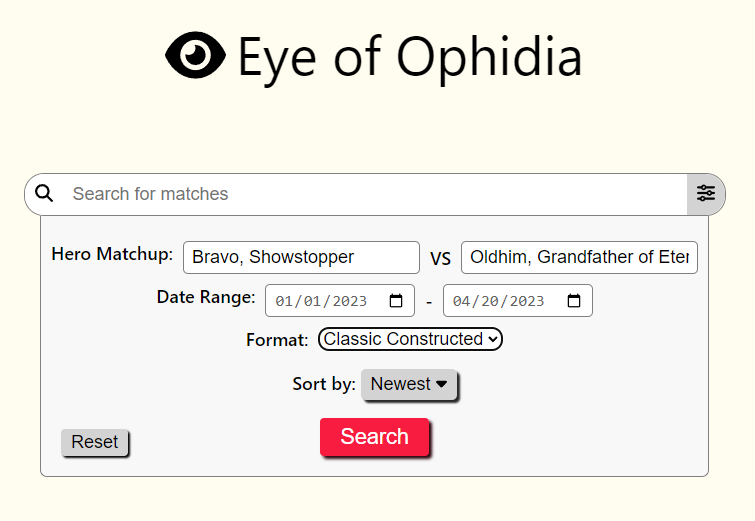 Eye of Ophidia
Search for matches
Hero Matchup: Bravo, Showstopper VS Oldhim, Grandfather of Eter
Date Range: 01/01/2023 - 04/20/2023
Format: Classic Constructed
Sort by: Newest
Reset Search